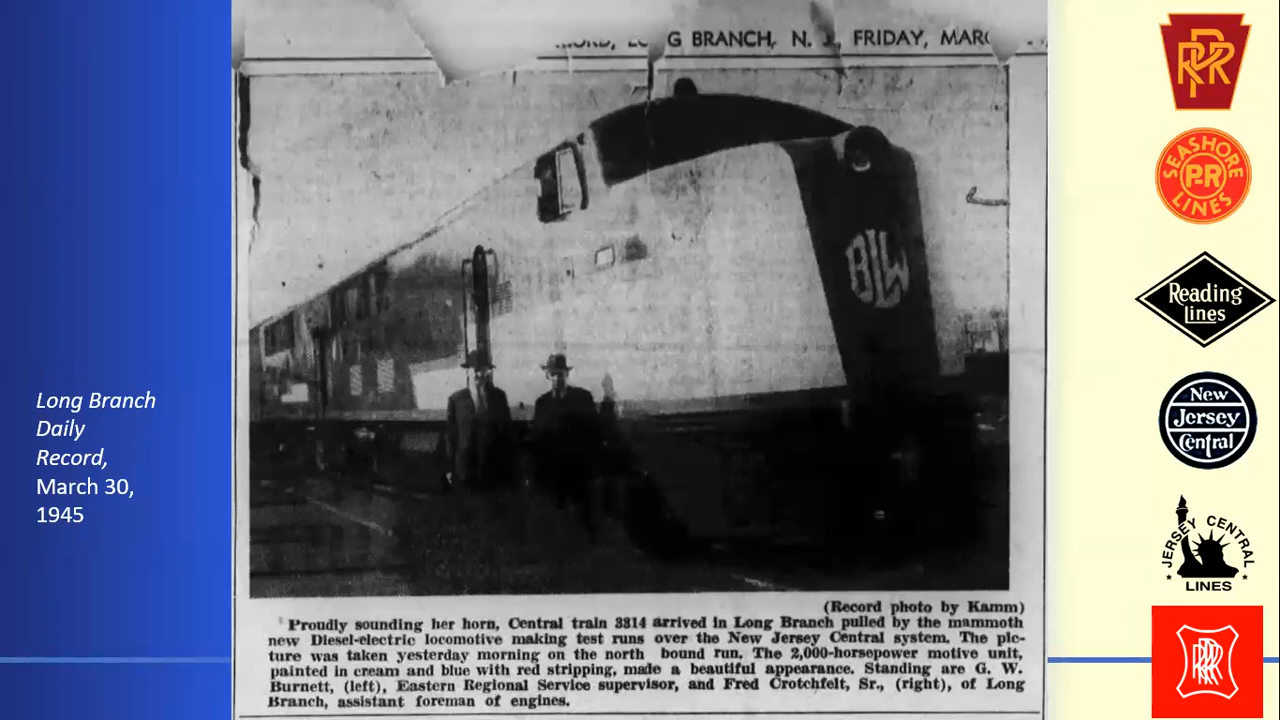 G BRANCH, N. J., FRIDAY, MAR
BLW
(Record photo by Kamm)
Proudly sounding her horn, Central train 3314 arrived in Long Branch pulled by the mammoth
new Diesel-electric locomotive making test runs over the New Jersey Central system. The pic-
ture was taken yesterday morning on the north bound run. The 2,000-horsepower motive unit,
painted in cream and blue with red stripping, made a beautiful appearance. Standing are G. W.
Burnett, (left), Eastern Regional Service supervisor, and Fred Crotchfelt, Sr., (right), of Long
Branch, assistant foreman of engines.
Long Branch
Daily
Record,
March 30,
1945
PRR
SEASHORE
P-R
LINES
Reading
Lines
New
Jersey
Central
JERSEY CENTRAL
LINES